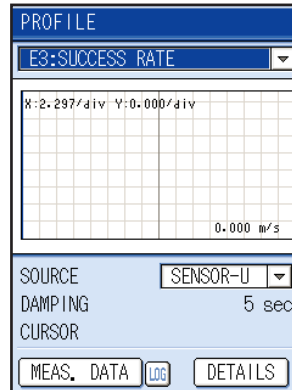 PROFILE
E3:SUCCESS RATE
X:2.297/div Y:0.000/div
0.000 m/s
SOURCE SENSOR-U
DAMPING 5 sec
CURSOR
MEAS. DATA LOG DETAILS